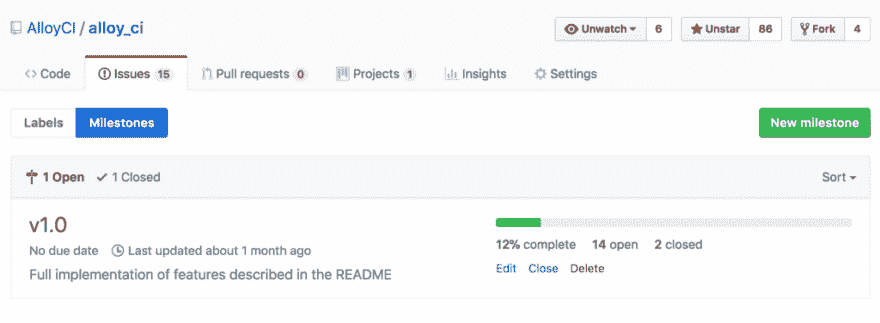 AlloyCI / alloy_ci
Unwatch 6 Unstar 86 Fork 4
Code Issues 15 Pull requests 0 Projects 1 Insights Settings
Labels Milestones New milestone
1 Open 1 Closed Sort
v1.0
12% complete 14 open 2 closed
No due date Last updated about 1 month ago
Edit Close Delete
Full implementation of features described in the README